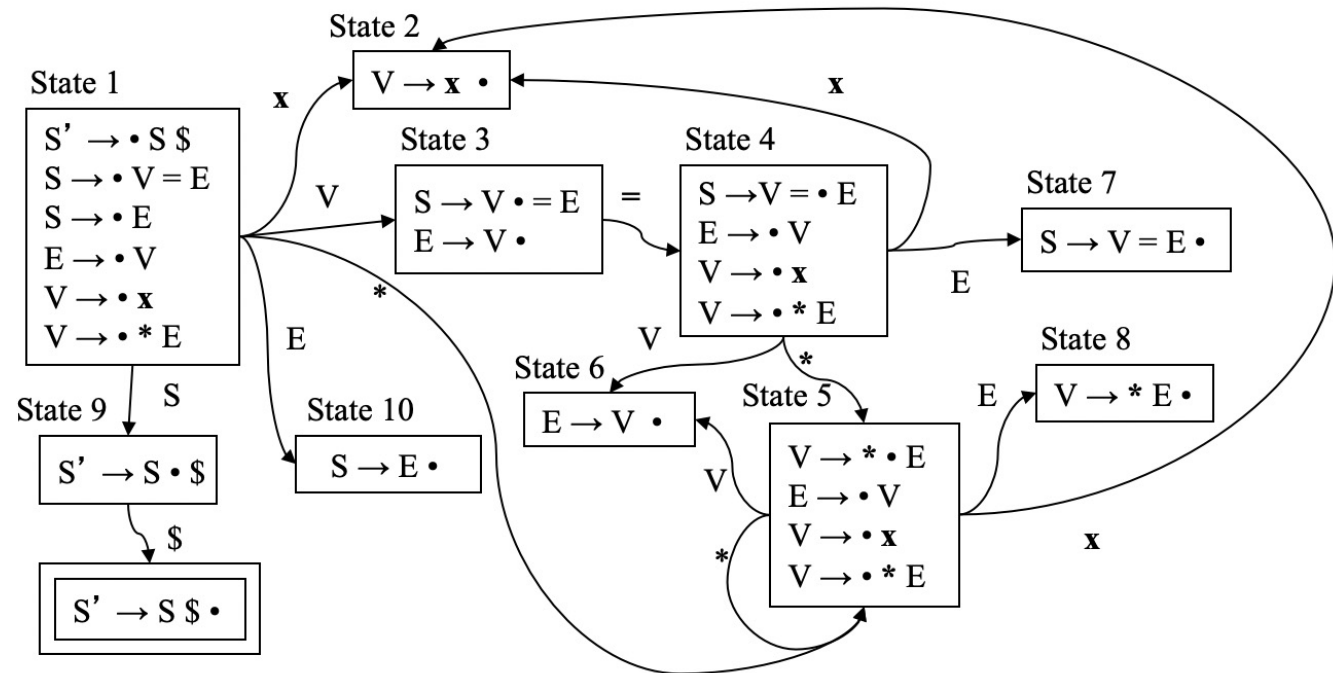 State 2
V → x •
State 1
S' → • S $
S → • V = E
S → • E
E → • V
V → • x
V → • * E
x
x
State 3
S → V • = E
E → V •
V
=
State 4
S →V = • E
E → • V
V → • x
V → • * E
State 7
S → V = E •
E
*
E
V
*
State 6
E → V •
State 8
V → * E •
E
State 5
V → * • E
E → • V
V → • x
V → • * E
V
*
x
S
State 9
S' → S • $
State 10
S → E •
$
S' → S $ •